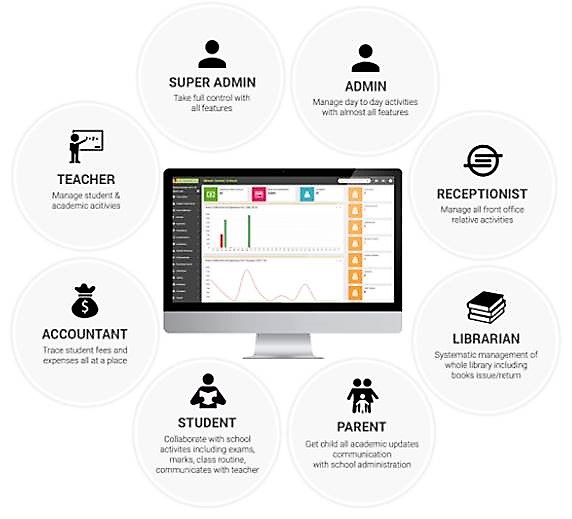 SUPER ADMIN
Take full control with
all features
ADMIN
Manage day to day activities
with almost all features
TEACHER
Manage student &
academic acitivies
RECEPTIONIST
Manage all front office
relative activities
ACCOUNTANT
Trace student fees and
expenses all at a place
LIBRARIAN
Systematic management of
whole library including
books issue/return
STUDENT
Collaborate with school
activites including exams,
marks, class routine,
communicates with teacher
PARENT
Get child all academic updates
communication
with school administration